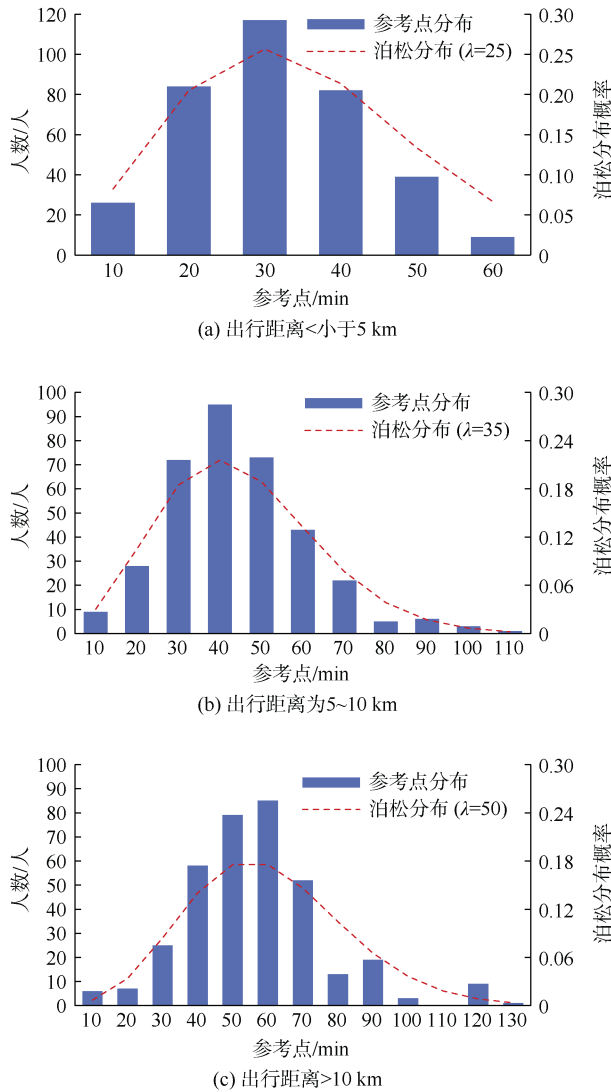 120 0.30
参考点分布
100 泊松分布 (λ=25) 0.25
80 0.20
人数/人
60 0.15
泊松分布概率
40 0.10
20 0.05
0 0
10 20 30 40 50 60
参考点/min
(a) 出行距离<小于5 km
100 0.30
参考点分布
90
泊松分布 (λ=35)
80 0.24
70
60 0.18
人数/人
50
泊松分布概率
40 0.12
30
20 0.06
10
0 0
10 20 30 40 50 60 70 80 90 100 110
参考点/min
(b) 出行距离为5~10 km
100 0.30
参考点分布
90
泊松分布 (λ=50)
80 0.24
70
60 0.18
人数/人
50
泊松分布概率
40 0.12
30
20 0.06
10
0 0
10 20 30 40 50 60 70 80 90 100 110 120 130
参考点/min
(c) 出行距离>10 km